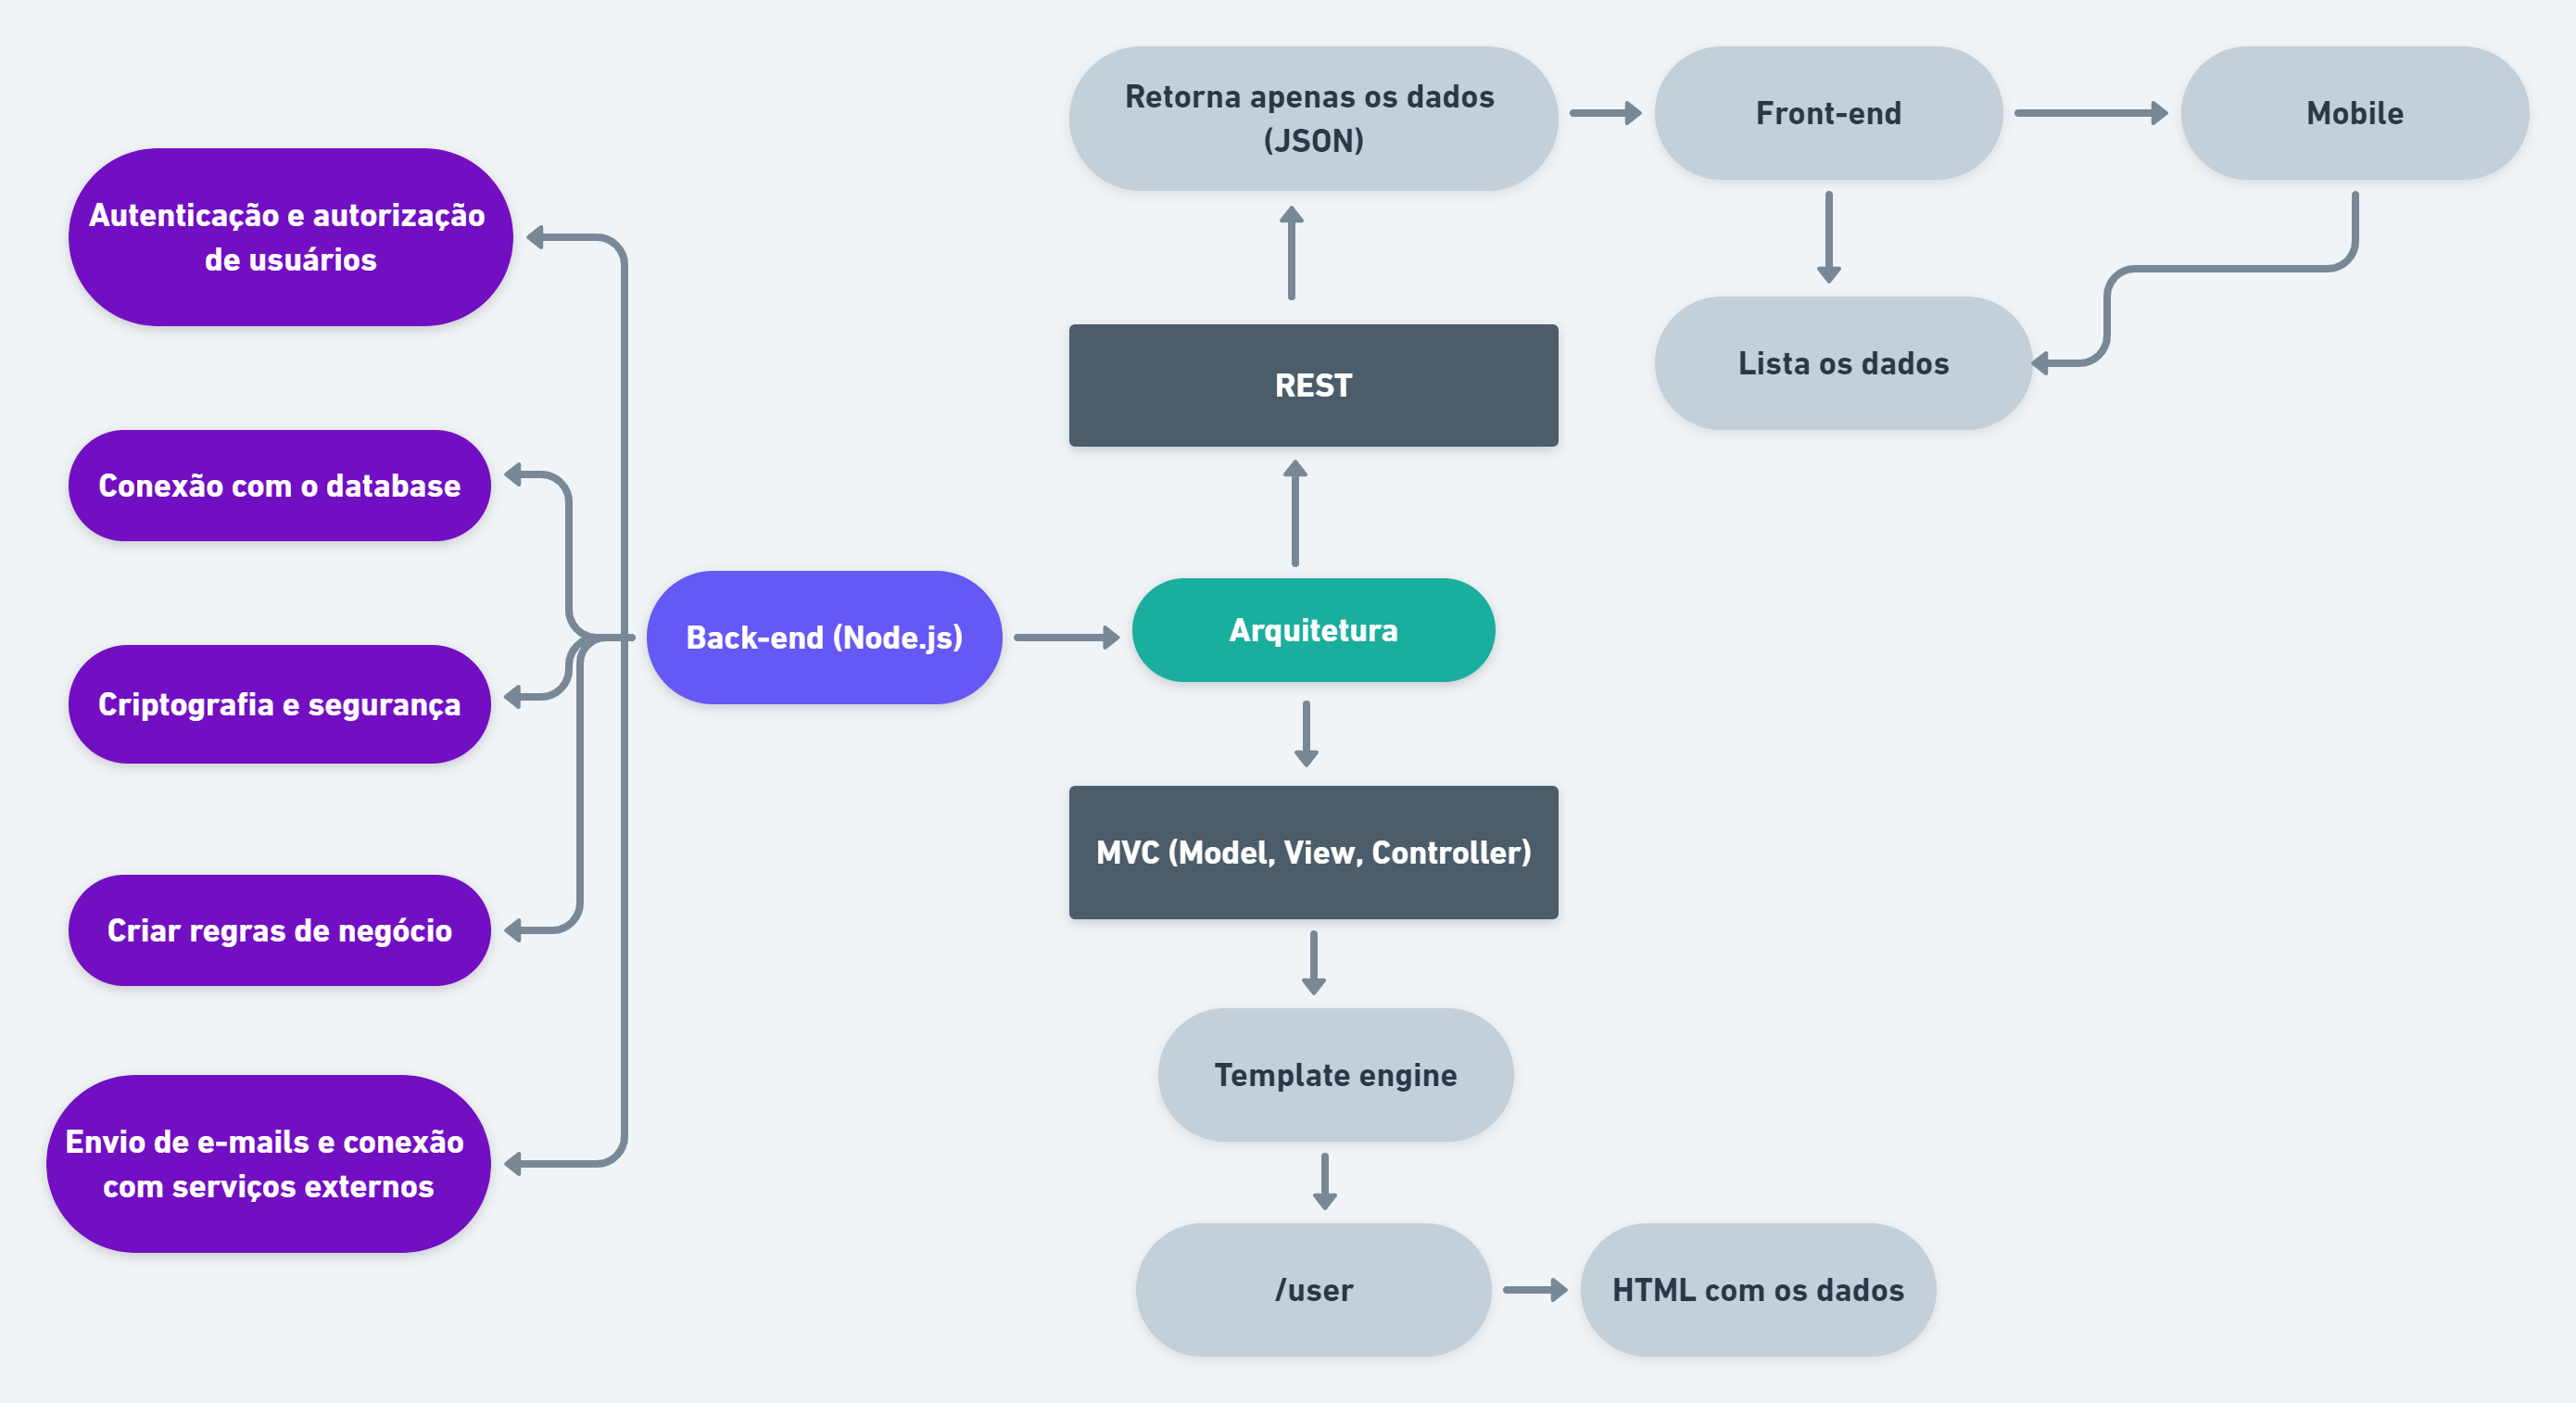 Retorna apenas os dados
(JSON)
Front-end
Mobile
Autenticação e autorização
de usuários
Lista os dados
REST
Conexão com o database
Back-end (Node.js)
Arquitetura
Criptografia e segurança
MVC (Model, View, Controller)
Criar regras de negócio
Template engine
Envio de e-mails e conexão
com serviços externos
/user
HTML com os dados